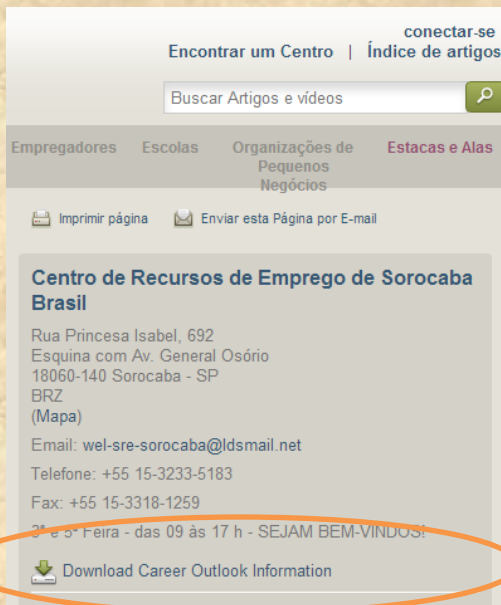 conectar-se
Encontrar um Centro | Índice de artigos
Buscar Artigos e vídeos
Empregadores Escolas Organizações de Pequenos Negócios Estacas e Alas
Imprimir página Enviar esta Página por E-mail
Centro de Recursos de Emprego de Sorocaba
Brasil
Rua Princesa Isabel, 692
Esquina com Av. General Osório
18060-140 Sorocaba - SP
BRZ
(Mapa)
Email: wel-sre-sorocaba@ldsmail.net
Telefone: +55 15-3233-5183
Fax: +55 15-3318-1259
3ª e 5ª Feira - das 09 às 17 h - SEJAM BEM-VINDOS!
Download Career Outlook Information